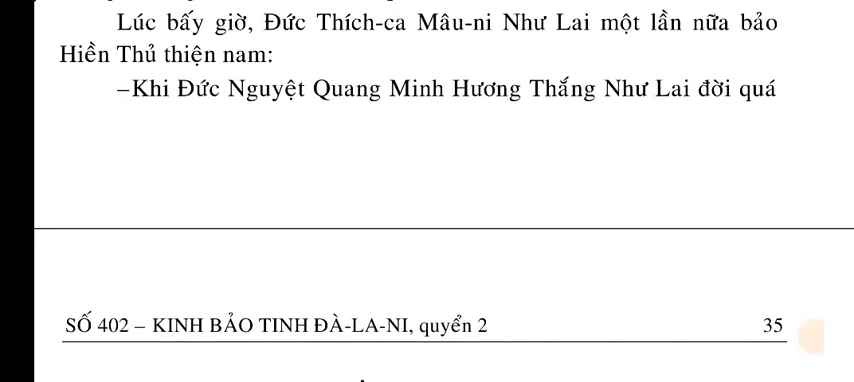 Lúc bấy giờ, Đức Thích-ca Mâu-ni Như Lai một lần nữa bảo
Hiền Thủ thiện nam:
–Khi Đức Nguyệt Quang Minh Hương Thắng Như Lai đời quá
SỐ 402 – KINH BẢO TINH ĐÀ-LA-NI, quyển 2 35